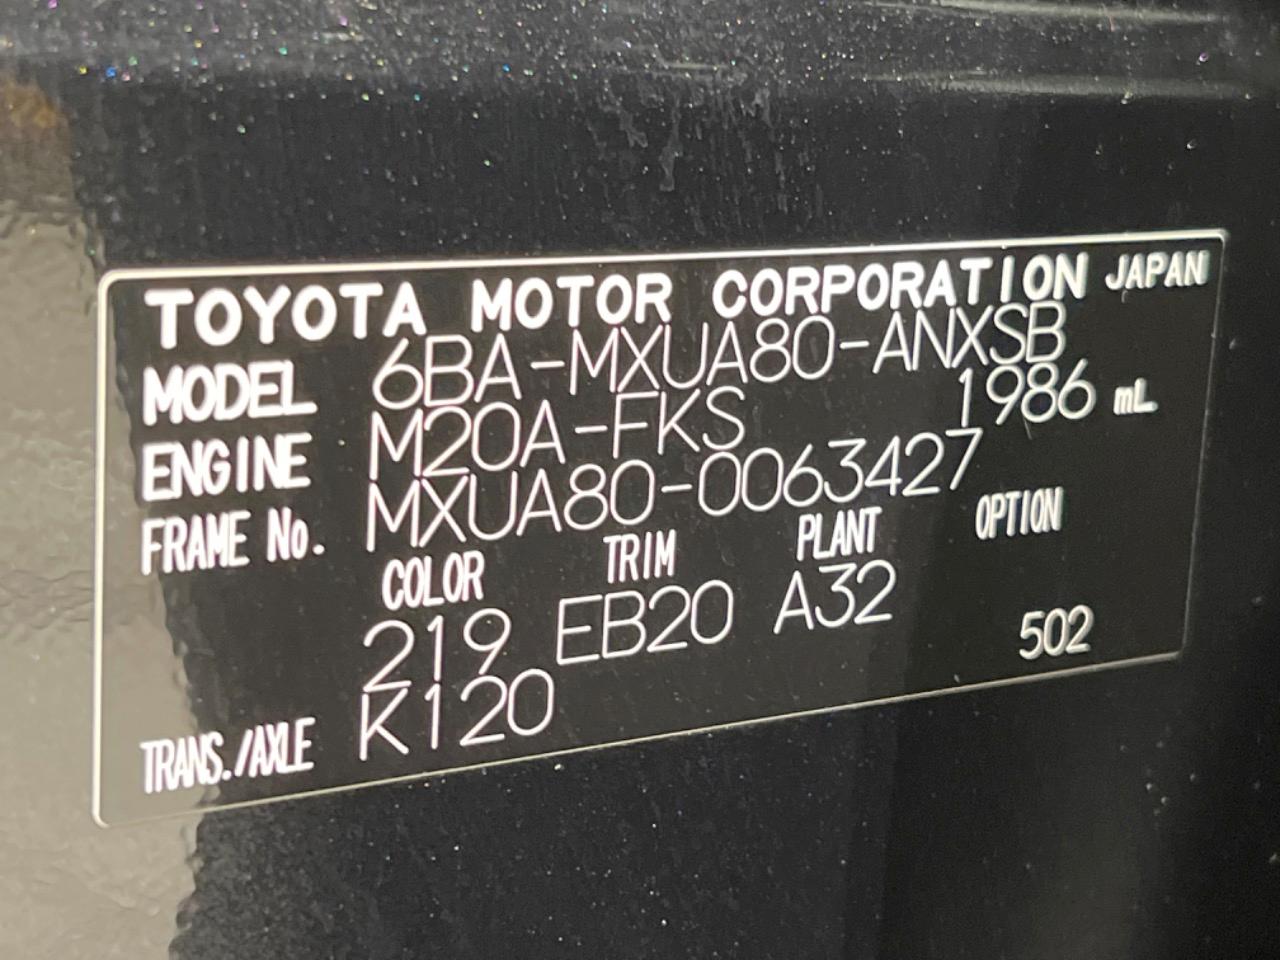 TOYOTA MOTOR CORPORATION JAPAN
MODEL 6BA-MXUA80-ANXSB
ENGINE M20A-FKS 1986 mL
FRAME No. MXUA80-0063427
COLOR TRIM PLANT OPTION
219 EB20 A32
TRANS./AXLE K120 502